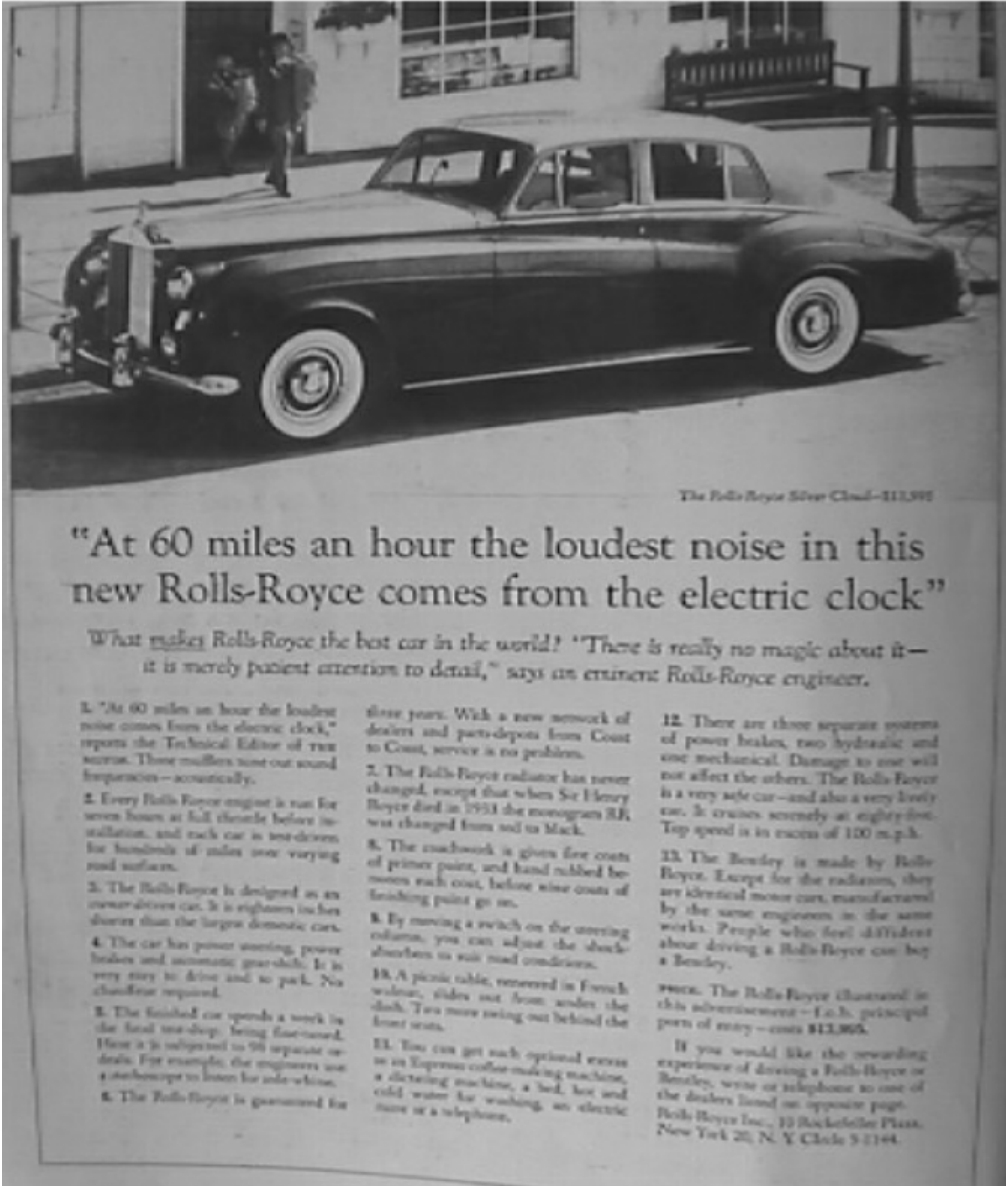 The Rolls-Royce Silver Cloud—$13,995
"At 60 miles an hour the loudest noise in this
new Rolls-Royce comes from the electric clock"
What makes Rolls-Royce the best car in the world? "There is really no magic about it—
it is merely patient attention to detail," says an eminent Rolls-Royce engineer.
1. "At 60 miles an hour the loudest
noise comes from the electric clock,"
reports the Technical Editor of THE
MOTOR. Three mufflers tune out sound
frequencies—acoustically.
2. Every Rolls-Royce engine is run for
seven hours at full throttle before in-
stallation, and each car is test-driven
for hundreds of miles over varying
road surfaces.
3. The Rolls-Royce is designed as an
owner-driven car. It is eighteen inches
shorter than the largest domestic cars.
4. The car has power steering, power
brakes and automatic gear-shift. It is
very easy to drive and to park. No
chauffeur required.
5. The finished car spends a week in
the final test-shop, being fine-tuned.
Here it is subjected to 98 separate or-
deals. For example, the engineers use
a stethoscope to listen for axle-whine.
6. The Rolls-Royce is guaranteed for
three years. With a new network of
dealers and parts-depots from Coast
to Coast, service is no problem.
7. The Rolls-Royce radiator has never
changed, except that when Sir Henry
Royce died in 1933 the monogram RR
was changed from red to black.
8. The coachwork is given five coats
of primer paint, and hand rubbed be-
tween each coat, before nine coats of
finishing paint go on.
9. By moving a switch on the steering
column, you can adjust the shock-
absorbers to suit road conditions.
10. A picnic table, veneered in French
walnut, slides out from under the
dash. Two more swing out behind the
front seats.
11. You can get such optional extras
as an Espresso coffee-making machine,
a dictating machine, a bed, hot and
cold water for washing, an electric
razor or a telephone.
12. There are three separate systems
of power brakes, two hydraulic and
one mechanical. Damage to one will
not affect the others. The Rolls-Royce
is a very safe car—and also a very lively
car. It cruises serenely at eighty-five.
Top speed is in excess of 100 m.p.h.
13. The Bentley is made by Rolls-
Royce. Except for the radiators, they
are identical motor cars, manufactured
by the same engineers in the same
works. People who feel diffident
about driving a Rolls-Royce can buy
a Bentley.
PRICE. The Rolls-Royce illustrated in
this advertisement—f.o.b. principal
ports of entry—costs $13,995.
If you would like the rewarding
experience of driving a Rolls-Royce or
Bentley, write or telephone to one of
the dealers listed on opposite page.
Rolls-Royce Inc., 10 Rockefeller Plaza,
New York 20, N. Y. Circle 5-1144.